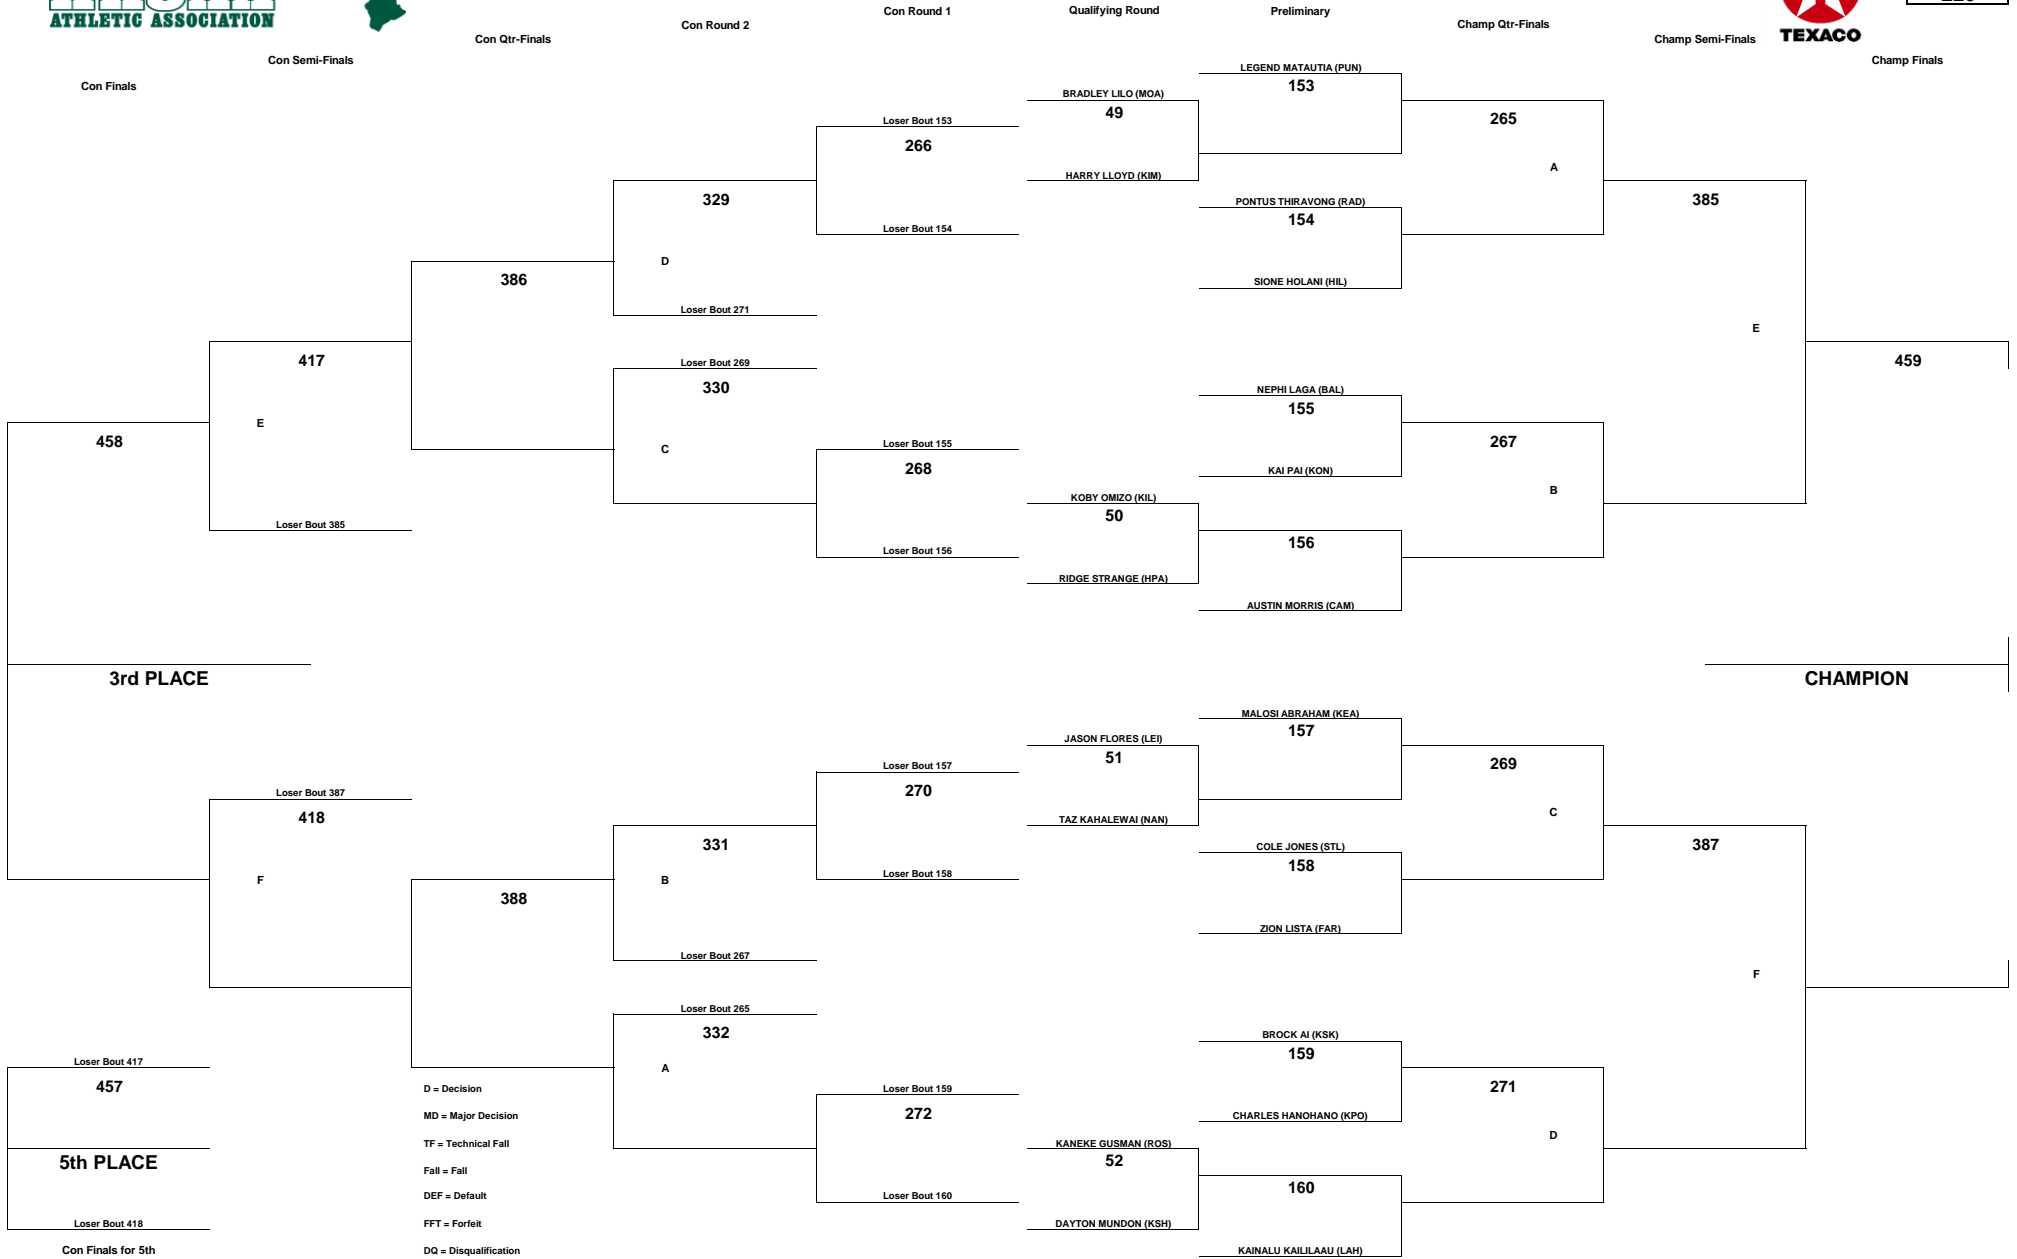 ATHLETIC ASSOCIATION
TEXACO
Con Finals
Con Semi-Finals
Con Qtr-Finals
Con Round 2
Con Round 1
Qualifying Round
Preliminary
Champ Qtr-Finals
Champ Semi-Finals
Champ Finals
LEGEND MATAUTIA (PUN)
153
BRADLEY LILO (MOA)
49
HARRY LLOYD (KIM)
Loser Bout 153
266
Loser Bout 154
265
A
PONTUS THIRAVONG (RAD)
154
SIONE HOLANI (HIL)
329
D
Loser Bout 271
385
E
386
Loser Bout 269
330
C
NEPHI LAGA (BAL)
155
KAI PAI (KON)
417
E
Loser Bout 385
459
458
Loser Bout 155
268
Loser Bout 156
267
B
KOBY OMIZO (KIL)
50
RIDGE STRANGE (HPA)
156
AUSTIN MORRIS (CAM)
3rd PLACE
CHAMPION
MALOSI ABRAHAM (KEA)
157
JASON FLORES (LEI)
51
TAZ KAHALEWAI (NAN)
Loser Bout 157
270
Loser Bout 158
269
C
Loser Bout 387
418
F
331
B
Loser Bout 267
COLE JONES (STL)
158
ZION LISTA (FAR)
387
F
388
Loser Bout 265
332
A
BROCK AI (KSK)
159
CHARLES HANOHANO (KPO)
271
D
Loser Bout 159
272
Loser Bout 160
KANEKE GUSMAN (ROS)
52
DAYTON MUNDON (KSH)
160
KAINALU KAILILAAU (LAH)
Loser Bout 417
457
5th PLACE
Loser Bout 418
Con Finals for 5th
D = Decision
MD = Major Decision
TF = Technical Fall
Fall = Fall
DEF = Default
FFT = Forfeit
DQ = Disqualification